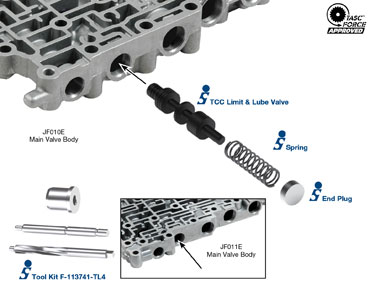 IASC
FORCE
APPROVED
TCC Limit & Lube Valve
JF010E
Main Valve Body
Spring
End Plug
JF011E
Main Valve Body
Tool Kit F-113741-TL4